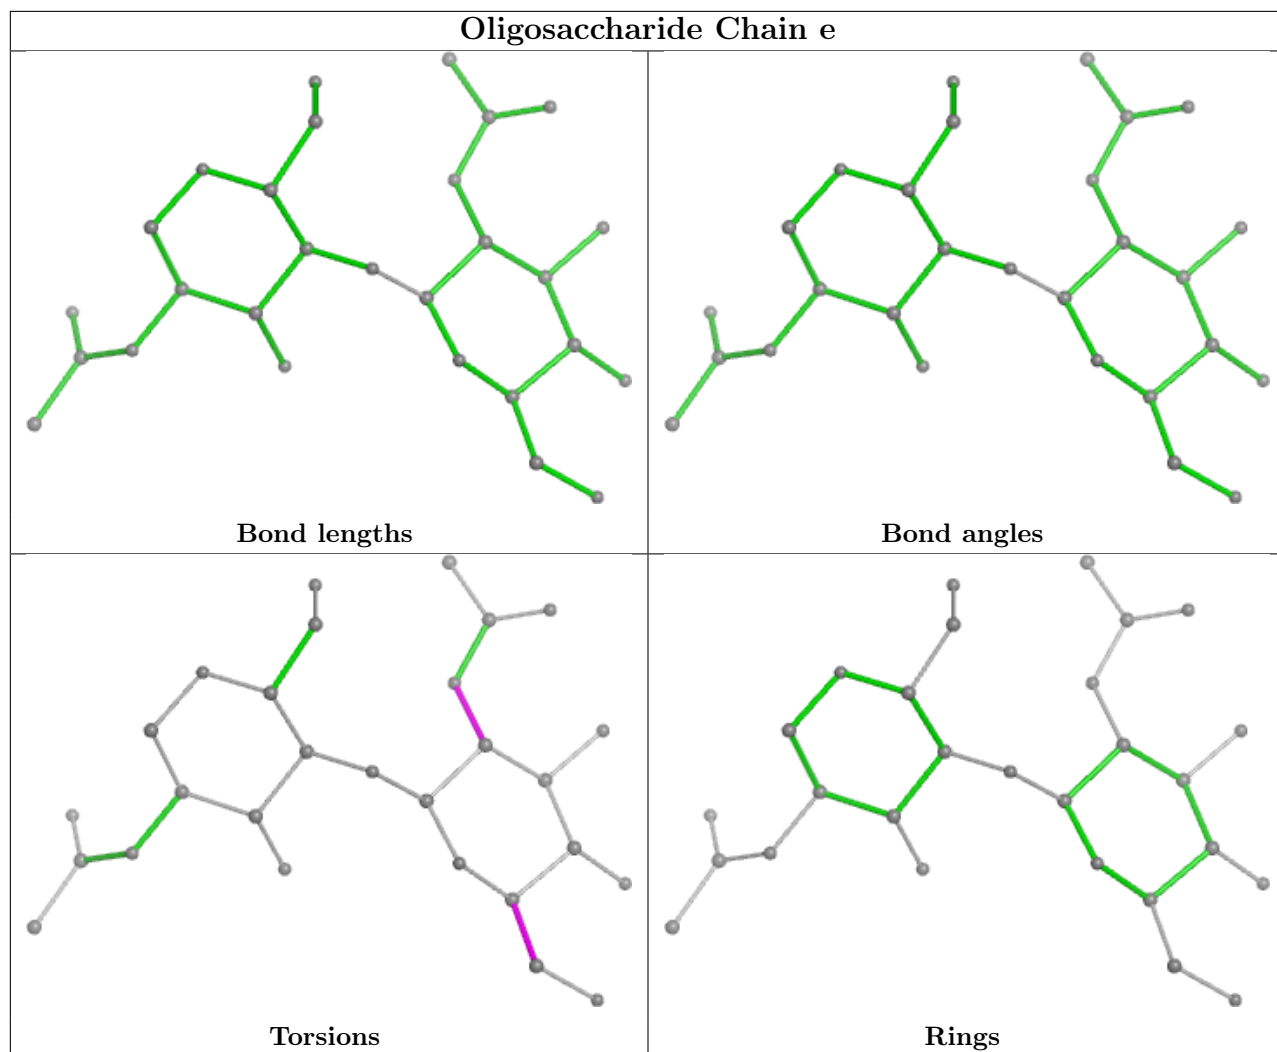 Oligosaccharide Chain e
Bond lengths
Bond angles
Torsions
Rings